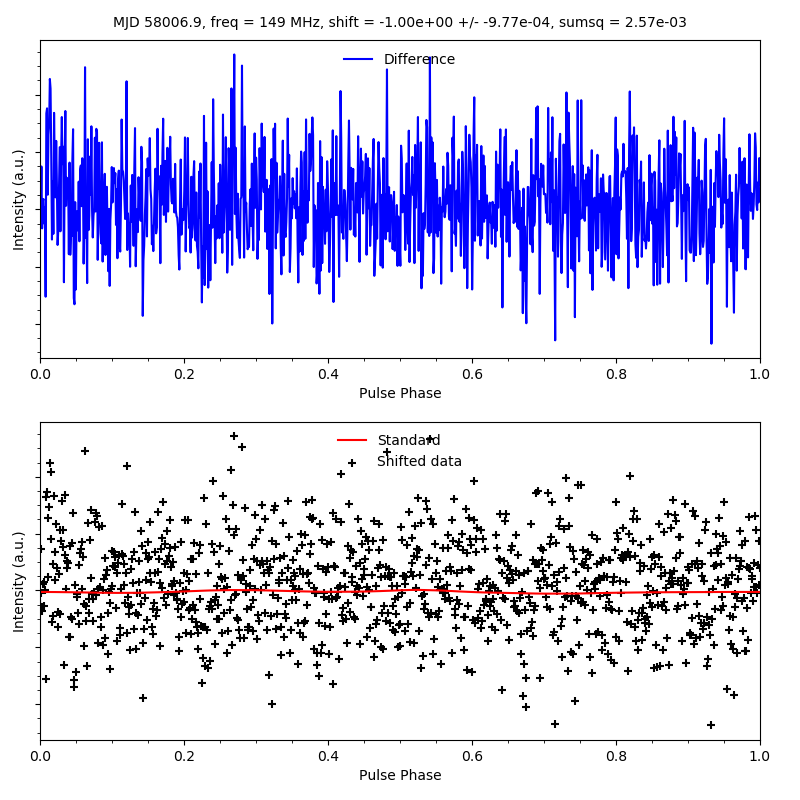 MJD 58006.9, freq = 149 MHz, shift = -1.00e+00 +/- -9.77e-04, sumsq = 2.57e-03
Difference
Intensity (a.u.)
0.0 0.2 0.4 0.6 0.8 1.0
Pulse Phase
Standard
Shifted data
Intensity (a.u.)
0.0 0.2 0.4 0.6 0.8 1.0
Pulse Phase